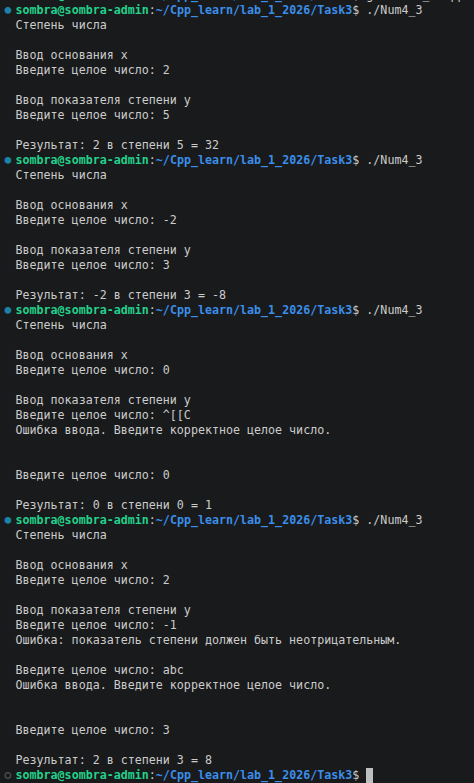 sombra@sombra-admin:~/Cpp_learn/lab_1_2026/Task3$ ./Num4_3
Степень числа
Ввод основания x
Введите целое число: 2
Ввод показателя степени y
Введите целое число: 5
Результат: 2 в степени 5 = 32
sombra@sombra-admin:~/Cpp_learn/lab_1_2026/Task3$ ./Num4_3
Степень числа
Ввод основания x
Введите целое число: -2
Ввод показателя степени y
Введите целое число: 3
Результат: -2 в степени 3 = -8
sombra@sombra-admin:~/Cpp_learn/lab_1_2026/Task3$ ./Num4_3
Степень числа
Ввод основания x
Введите целое число: 0
Ввод показателя степени y
Введите целое число: ^[[C
Ошибка ввода. Введите корректное целое число.
Введите целое число: 0
Результат: 0 в степени 0 = 1
sombra@sombra-admin:~/Cpp_learn/lab_1_2026/Task3$ ./Num4_3
Степень числа
Ввод основания x
Введите целое число: 2
Ввод показателя степени y
Введите целое число: -1
Ошибка: показатель степени должен быть неотрицательным.
Введите целое число: abc
Ошибка ввода. Введите корректное целое число.
Введите целое число: 3
Результат: 2 в степени 3 = 8
sombra@sombra-admin:~/Cpp_learn/lab_1_2026/Task3$